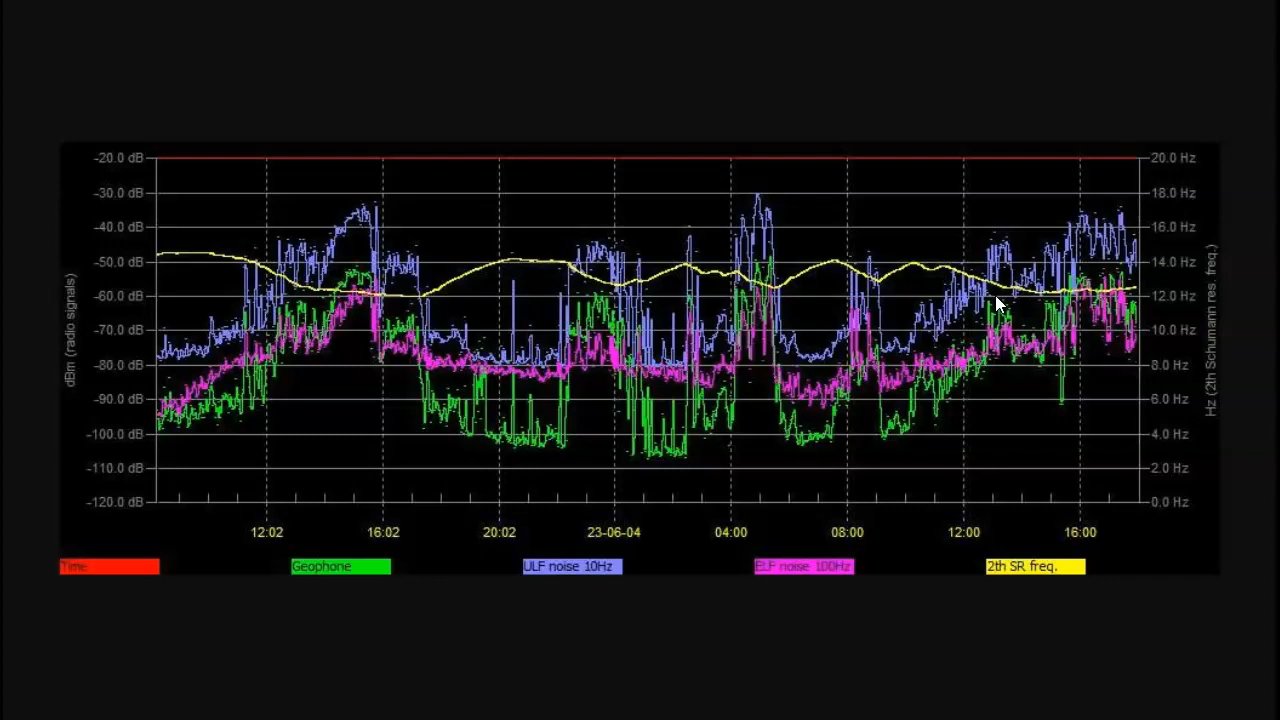 -20.0 dB
-30.0 dB
-40.0 dB
-50.0 dB
-60.0 dB
-70.0 dB
-80.0 dB
-90.0 dB
-100.0 dB
-110.0 dB
-120.0 dB
dBm (radio signals)
20.0 Hz
18.0 Hz
16.0 Hz
14.0 Hz
12.0 Hz
10.0 Hz
8.0 Hz
6.0 Hz
4.0 Hz
2.0 Hz
0.0 Hz
Hz (2th Schumann res. freq.)
12:02 16:02 20:02 23-06-04 04:00 08:00 12:00 16:00
Time Geophone ULF noise 10Hz ELF noise 100Hz 2th SR freq.